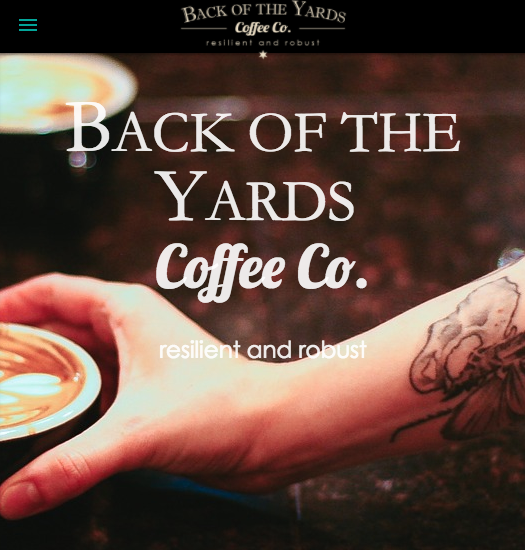 BACK OF THE YARDS
Coffee Co.
resilient and robust
BACK OF THE
YARDS
Coffee Co.
resilient and robust